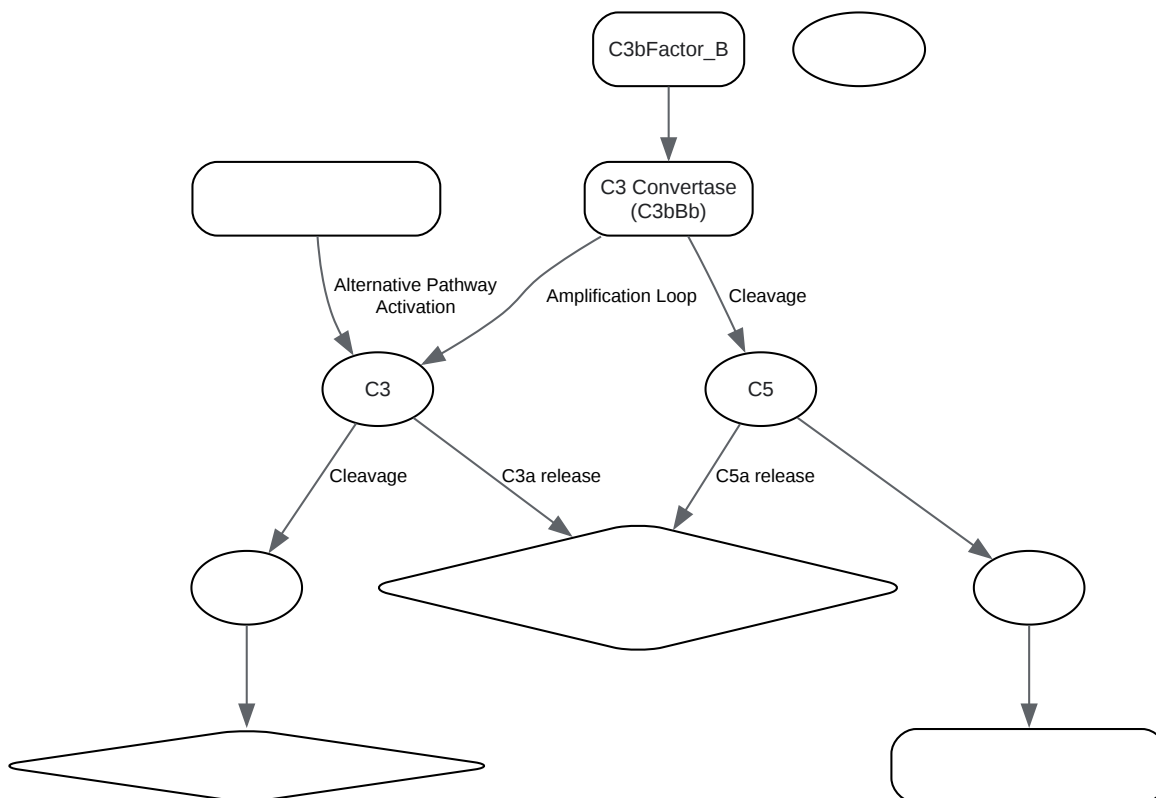 C3bFactor_B
C3 Convertase
(C3bBb)
Alternative Pathway
Activation
Amplification Loop
Cleavage
C3
C5
Cleavage
C3a release
C5a release